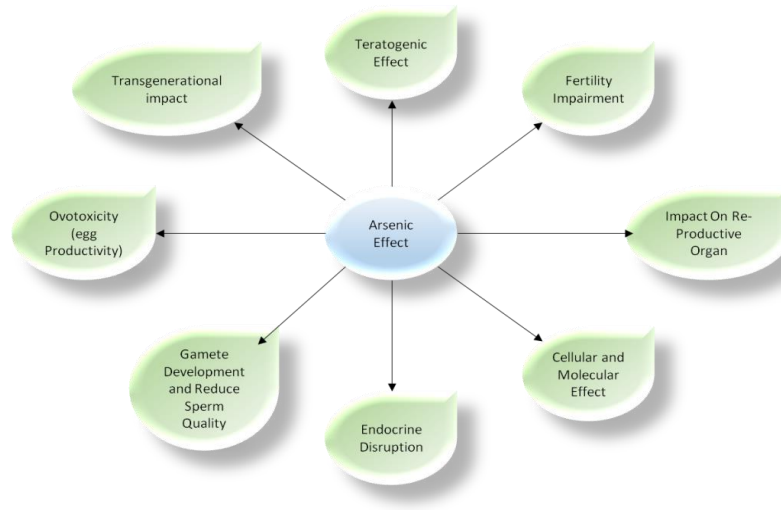 Teratogenic
Effect
Transgenerational
impact
Fertility
Impairment
Ovotoxicity
(egg
Productivity)
Arsenic
Effect
Impact On Re-
Productive
Organ
Gamete
Development
and Reduce
Sperm
Quality
Cellular and
Molecular
Effect
Endocrine
Disruption